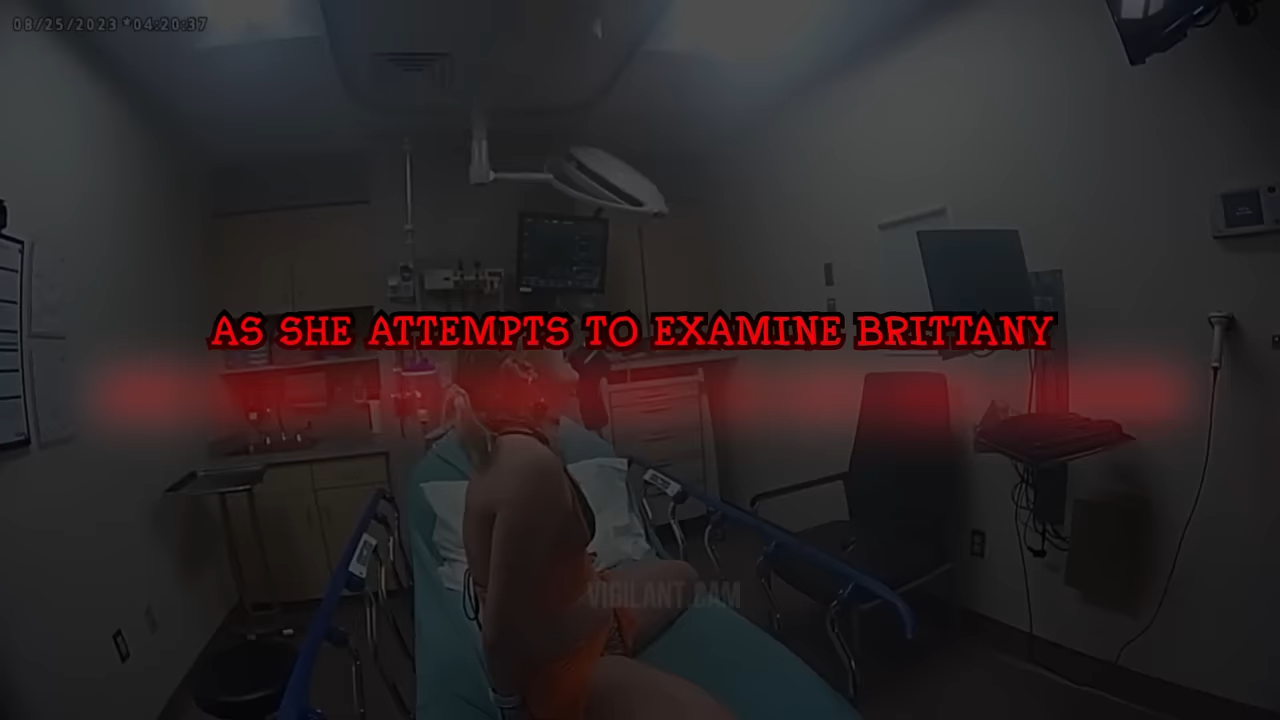 08/25/2023 *04:20:37
AS SHE ATTEMPTS TO EXAMINE BRITTANY
VIGILANT.CAM